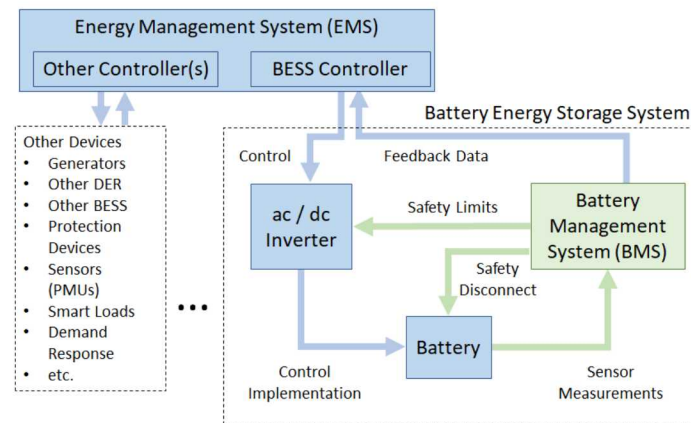 Energy Management System (EMS)
Other Controller(s)
BESS Controller
Battery Energy Storage System
Other Devices
• Generators
• Other DER
• Other BESS
• Protection
Devices
• Sensors
(PMUs)
• Smart Loads
• Demand
Response
• etc.
...
Control
Feedback Data
ac / dc
Inverter
Safety Limits
Battery
Management
System (BMS)
Safety
Disconnect
Battery
Control
Implementation
Sensor
Measurements